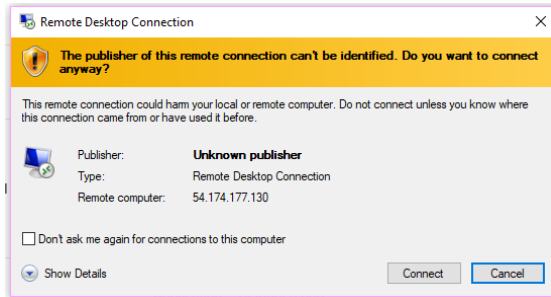 Remote Desktop Connection
The publisher of this remote connection can't be identified. Do you want to connect
anyway?
This remote connection could harm your local or remote computer. Do not connect unless you know where
this connection came from or have used it before.
Publisher: Unknown publisher
Type: Remote Desktop Connection
Remote computer: 54.174.177.130
Don't ask me again for connections to this computer
Show Details Connect Cancel